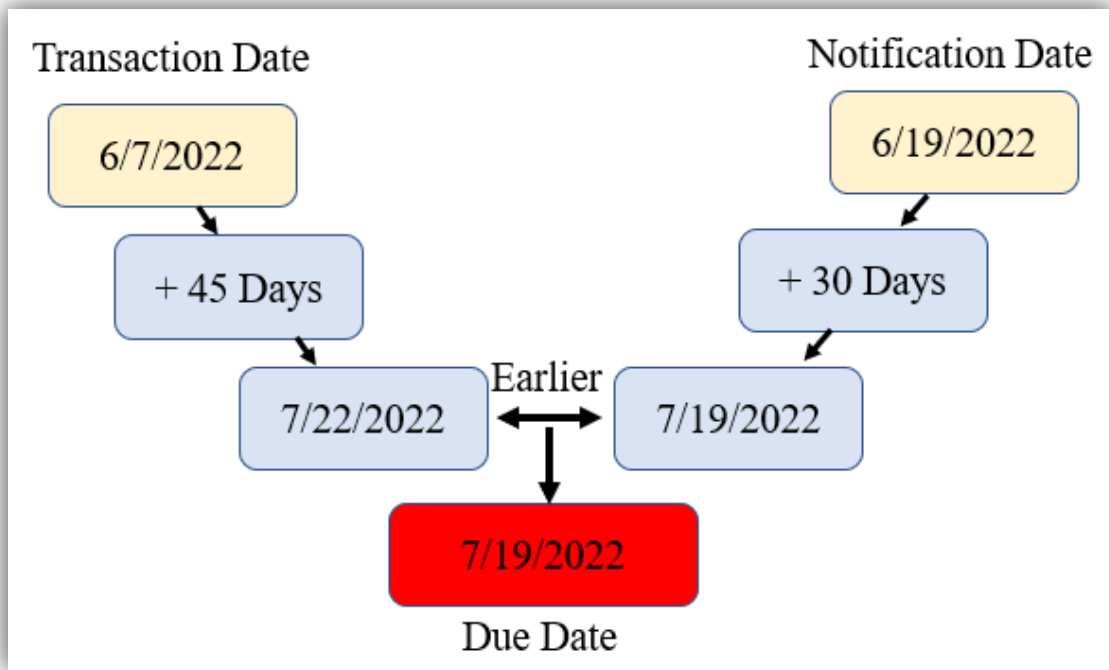 Transaction Date
Notification Date
6/7/2022
6/19/2022
+ 45 Days
+ 30 Days
Earlier
7/22/2022
7/19/2022
7/19/2022
Due Date